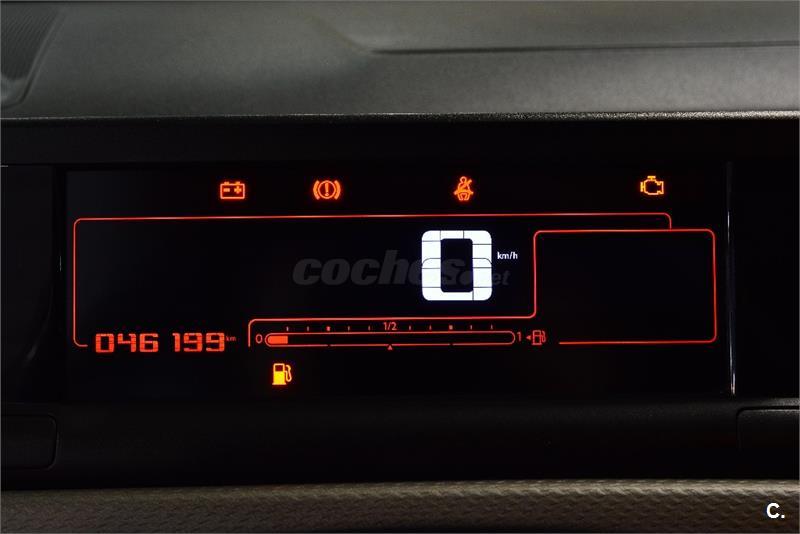 0
km/h
coches.net
046 199 km
0 1/2 1
C.